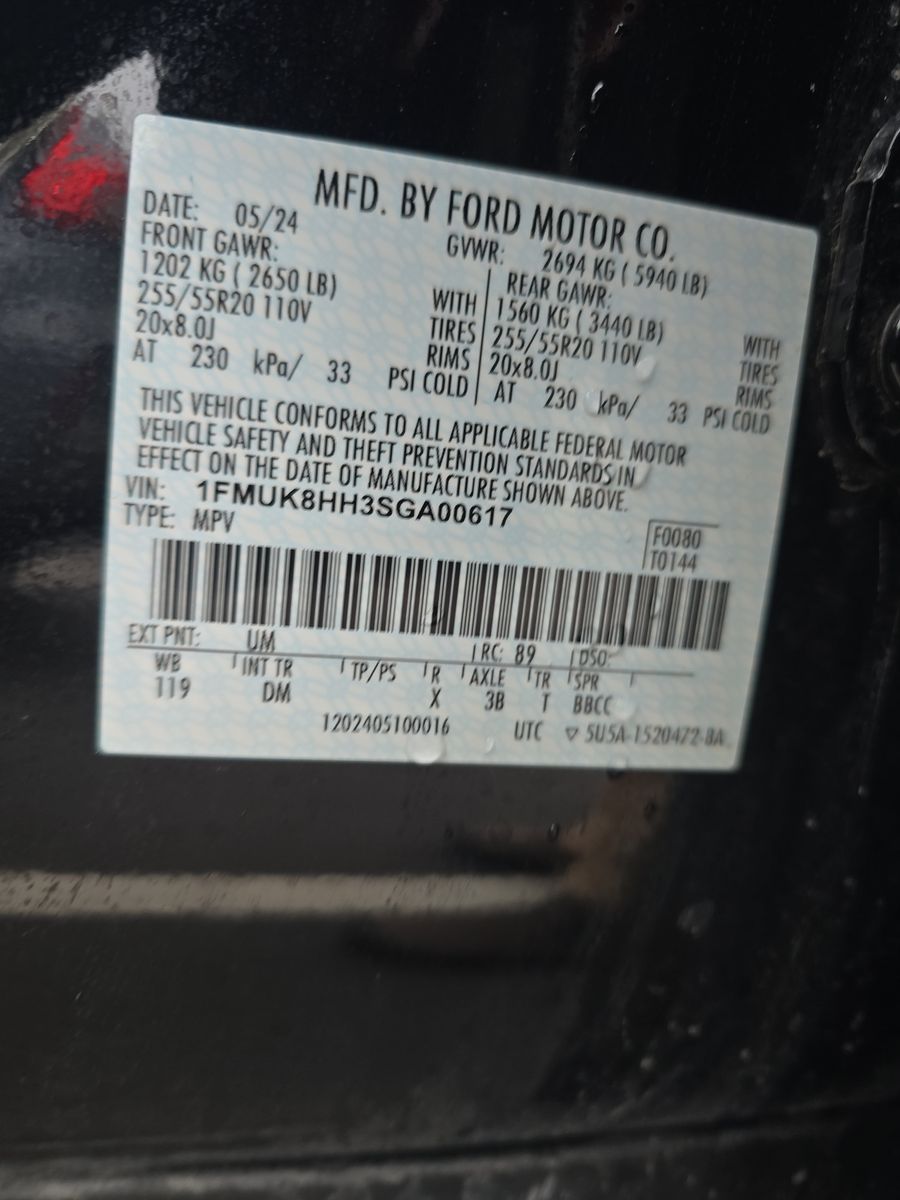 MFD. BY FORD MOTOR CO.
DATE: 05/24 GVWR: 2694 KG ( 5940 LB)
FRONT GAWR: REAR GAWR:
1202 KG ( 2650 LB) WITH 1560 KG ( 3440 LB) WITH
255/55R20 110V TIRES 255/55R20 110V TIRES
20x8.0J RIMS 20x8.0J RIMS
AT 230 kPa/ 33 PSI COLD AT 230 kPa/ 33 PSI COLD
THIS VEHICLE CONFORMS TO ALL APPLICABLE FEDERAL MOTOR
VEHICLE SAFETY AND THEFT PREVENTION STANDARDS IN
EFFECT ON THE DATE OF MANUFACTURE SHOWN ABOVE.
VIN: 1FMUK8HH3SGA00617
TYPE: MPV F0080
T0144
EXT PNT: UM RC: 89 DSO:
WB INT TR TP/PS R AXLE TR SPR
119 DM X 3B T BBCC
1202405100016 UTC ▽ 5U5A-1520472-BA